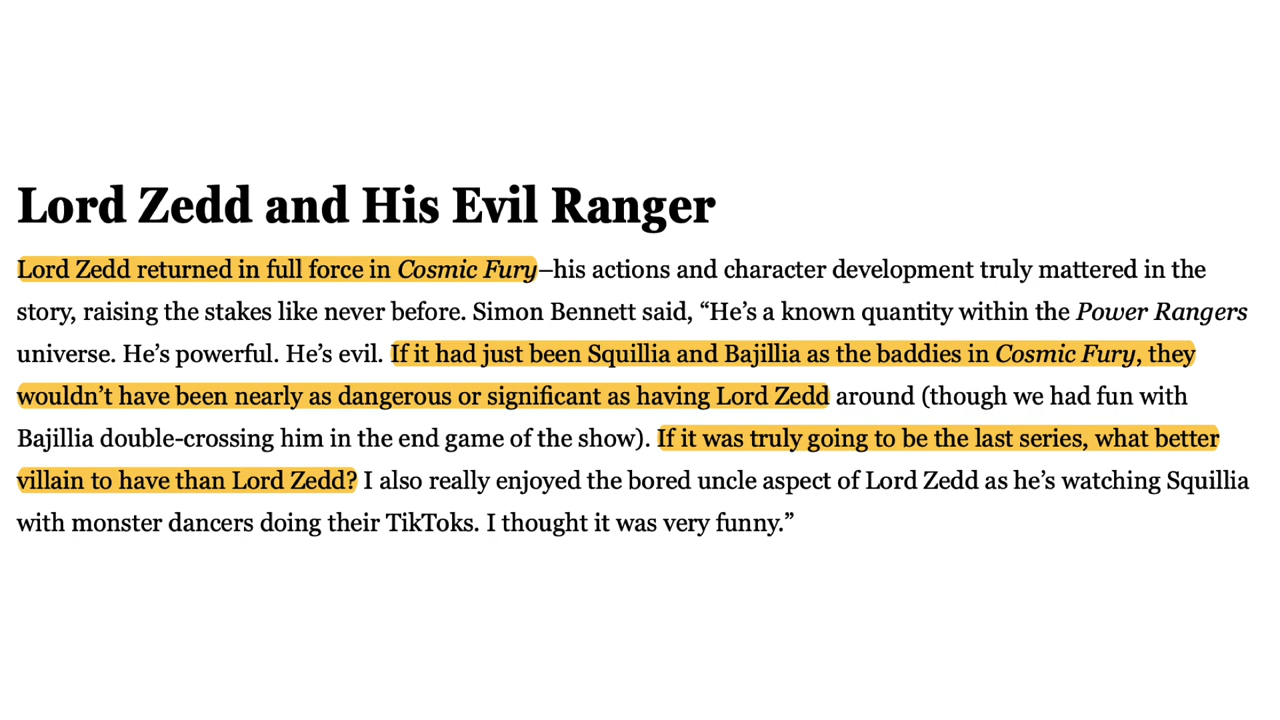 Lord Zedd and His Evil Ranger
Lord Zedd returned in full force in Cosmic Fury–his actions and character development truly mattered in the
story, raising the stakes like never before. Simon Bennett said, “He’s a known quantity within the Power Rangers
universe. He’s powerful. He’s evil. If it had just been Squillia and Bajillia as the baddies in Cosmic Fury, they
wouldn’t have been nearly as dangerous or significant as having Lord Zedd around (though we had fun with
Bajillia double-crossing him in the end game of the show). If it was truly going to be the last series, what better
villain to have than Lord Zedd? I also really enjoyed the bored uncle aspect of Lord Zedd as he’s watching Squillia
with monster dancers doing their TikToks. I thought it was very funny.”